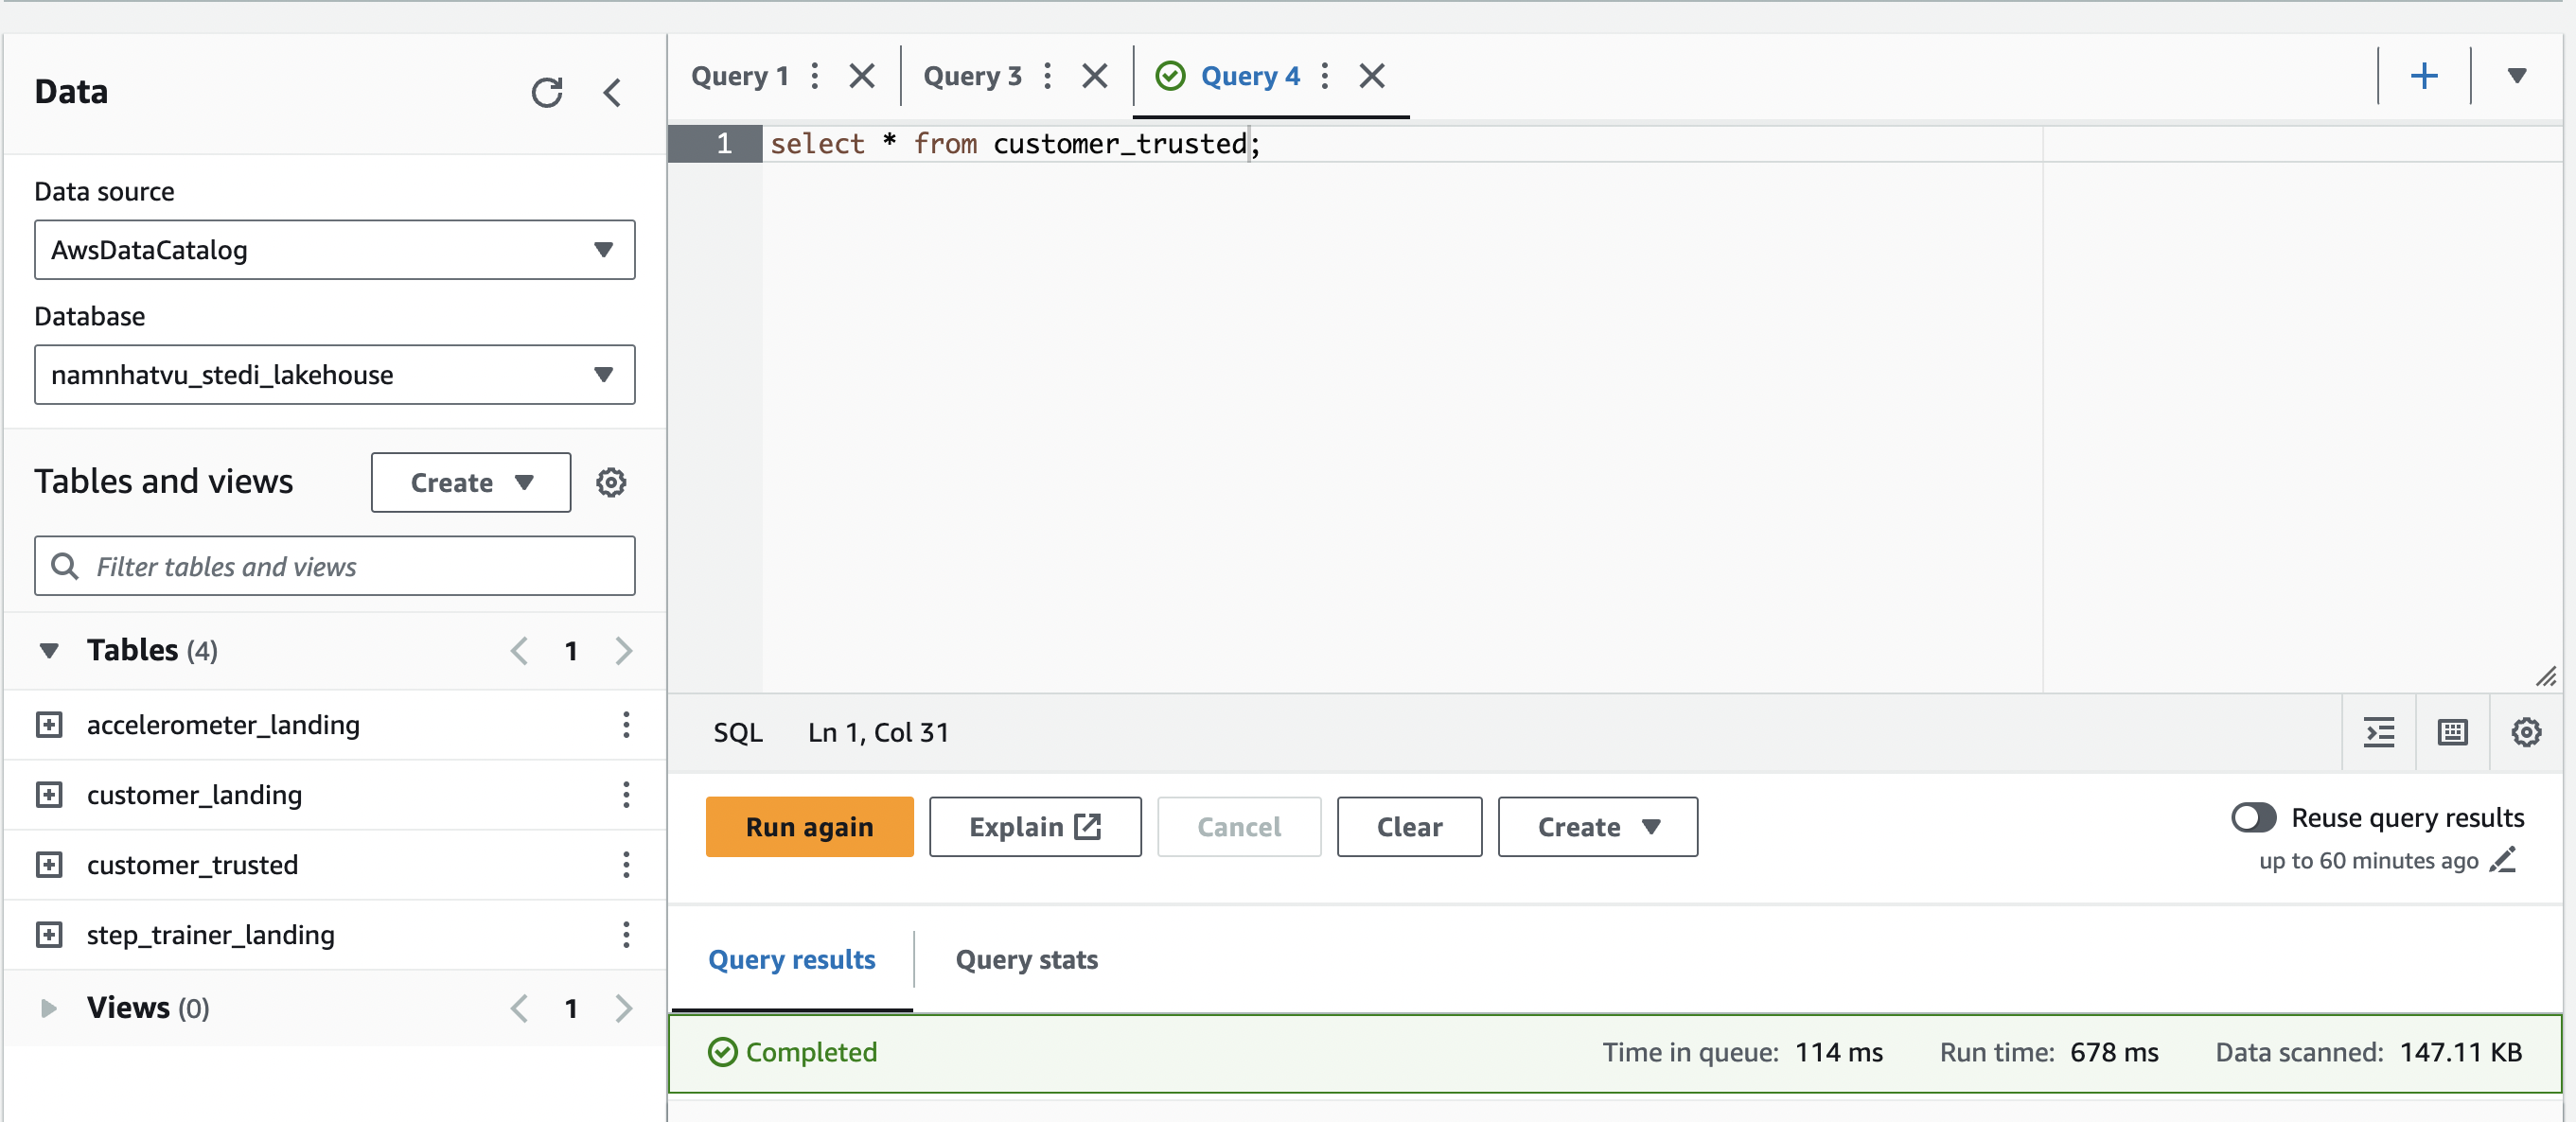 Data
Data source
AwsDataCatalog
Database
namnhatvu_stedi_lakehouse
Tables and views
Create
Filter tables and views
Tables (4)
1
accelerometer_landing
customer_landing
customer_trusted
step_trainer_landing
Views (0)
1
Query 1
Query 3
Query 4
1
select * from customer_trusted;
SQL
Ln 1, Col 31
Run again
Explain
Cancel
Clear
Create
Reuse query results
up to 60 minutes ago
Query results
Query stats
Completed
Time in queue: 114 ms
Run time: 678 ms
Data scanned: 147.11 KB